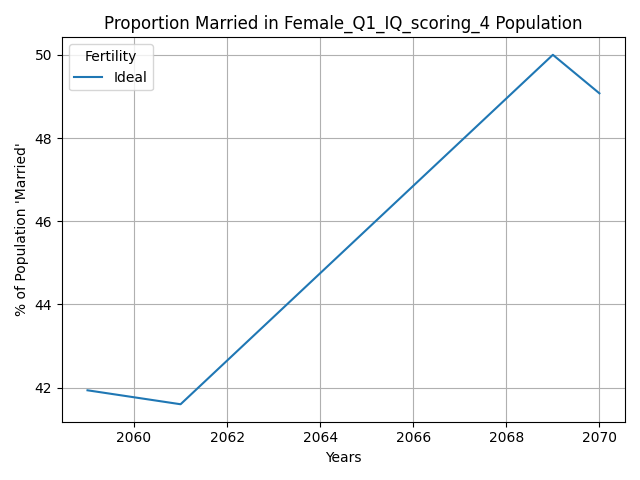 Proportion Married in Female_Q1_IQ_scoring_4 Population
Fertility
Ideal
% of Population 'Married'
50
48
46
44
42
2060 2062 2064 2066 2068 2070
Years